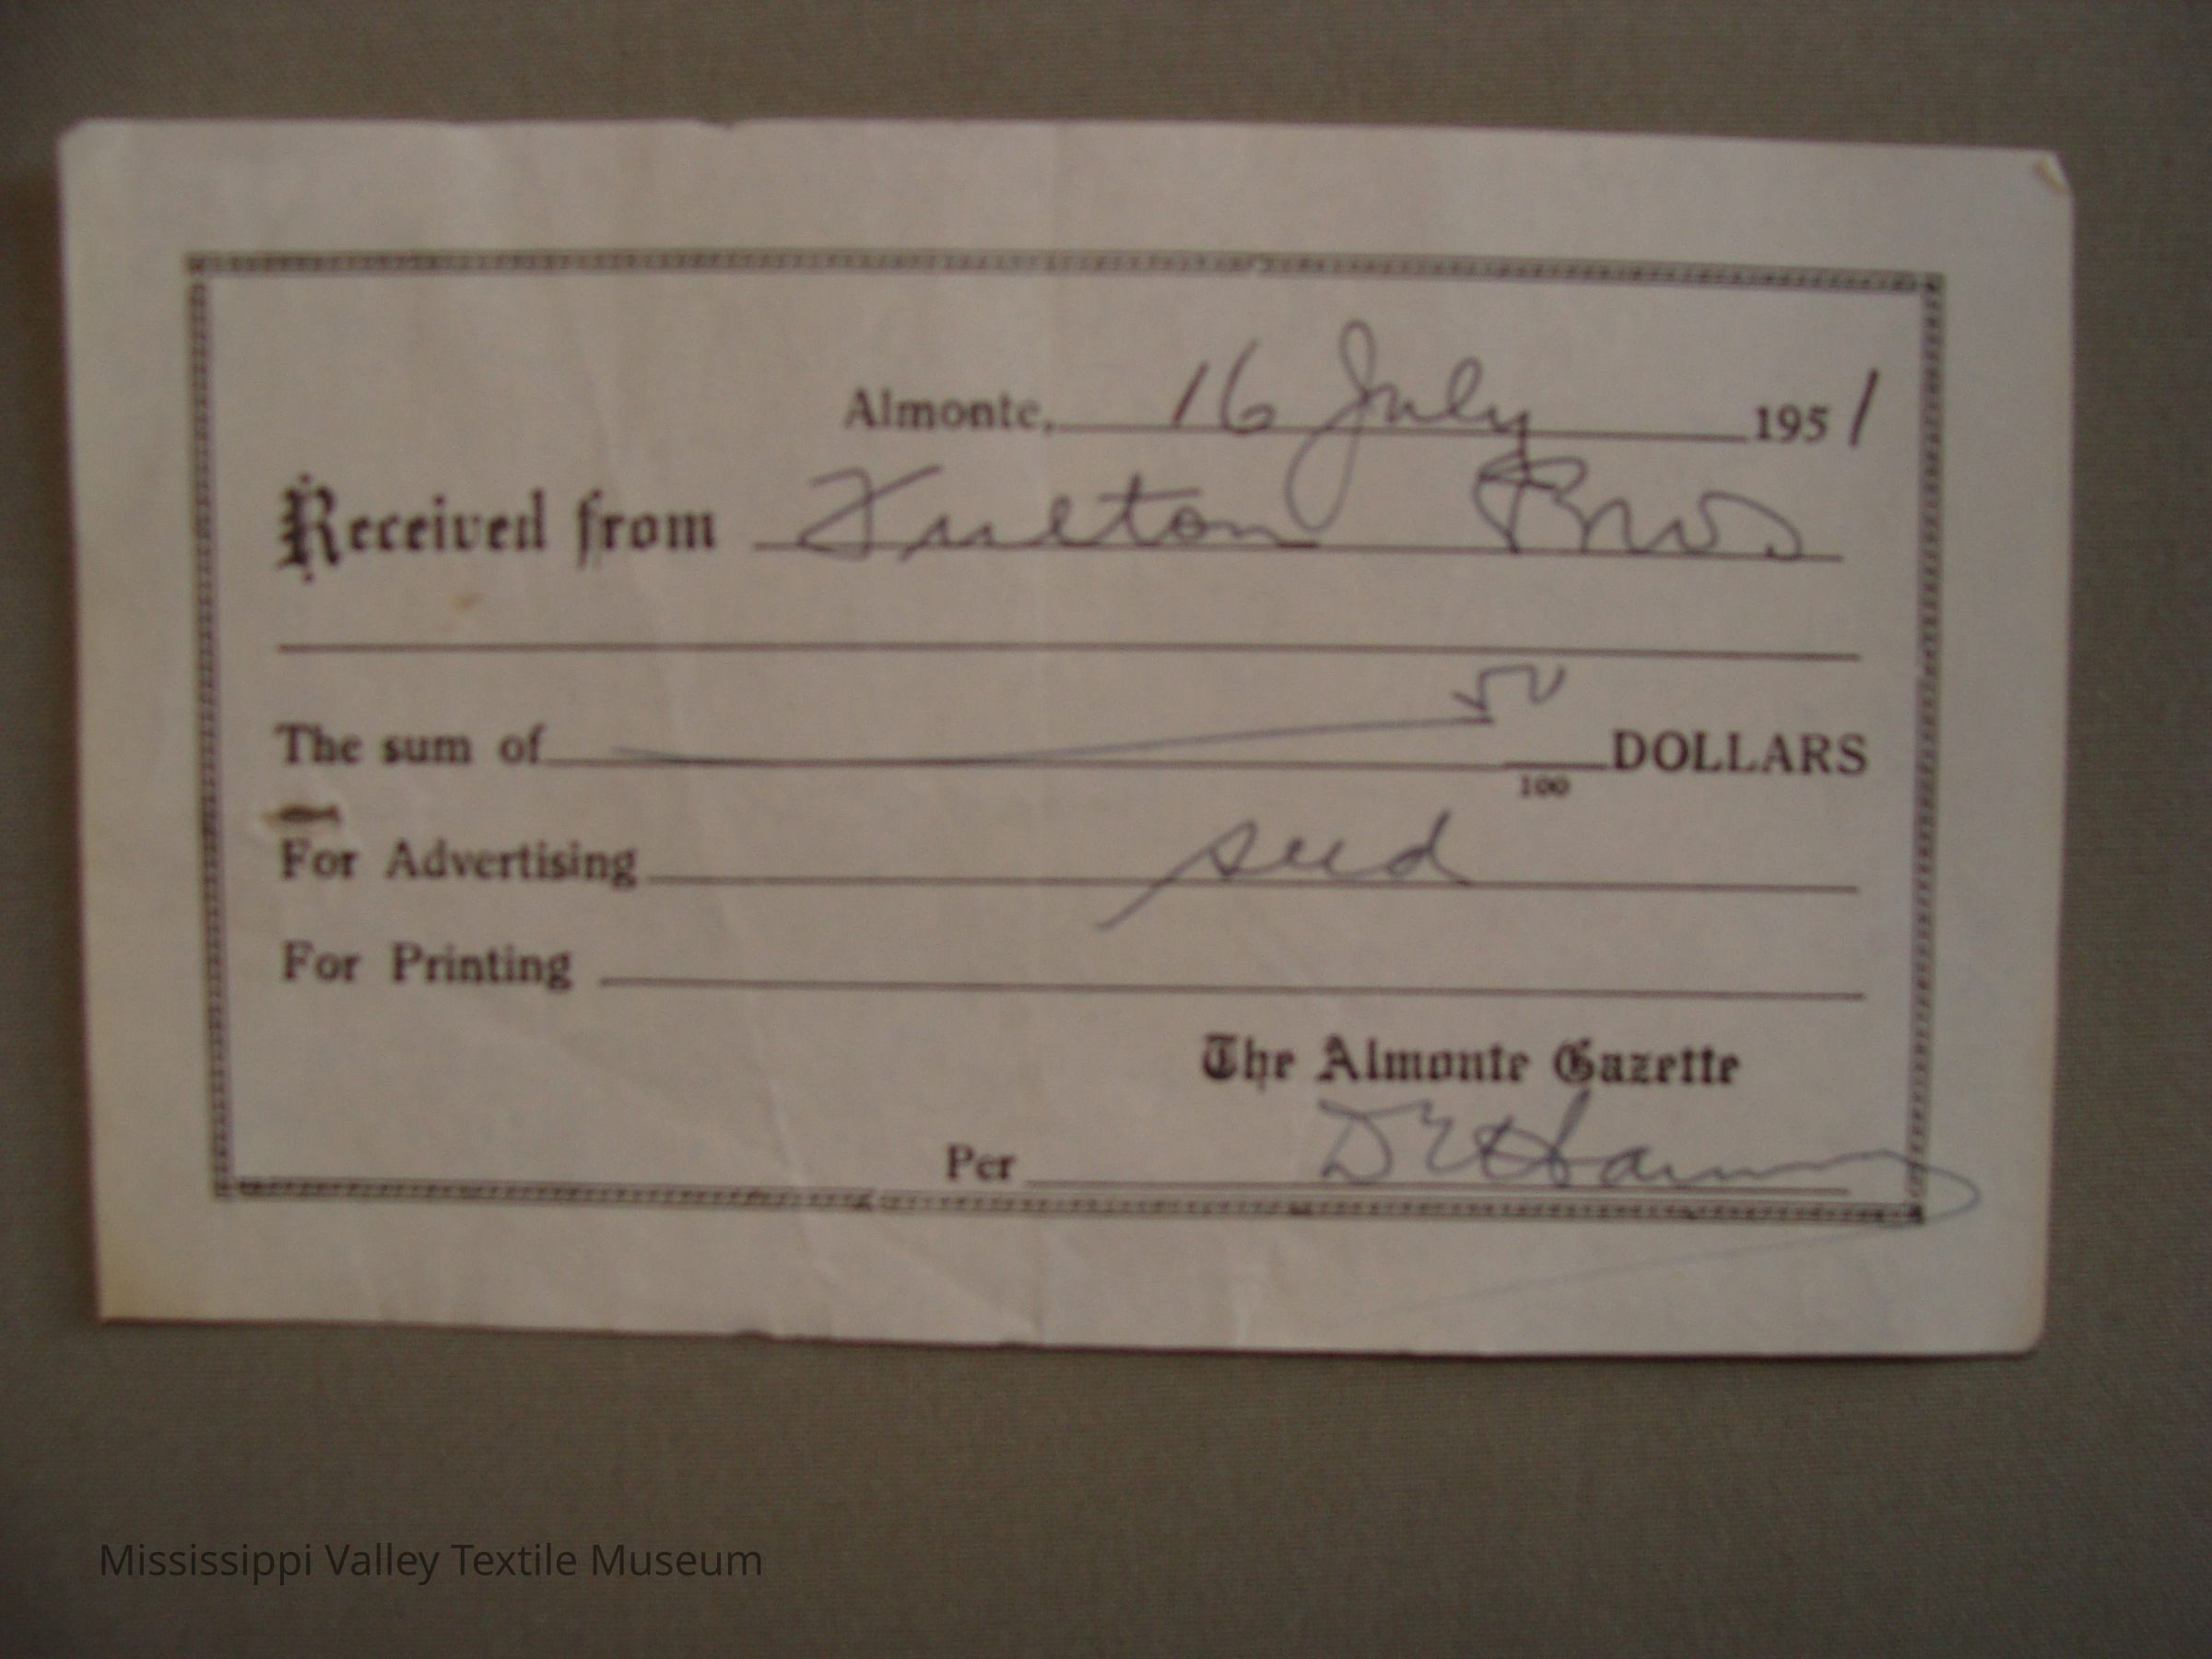 Almonte, 16 July 1951
Received from Fulton Bros
The sum of 50/100 DOLLARS
For Advertising seed
For Printing
The Almonte Gazette
Per
Mississippi Valley Textile Museum